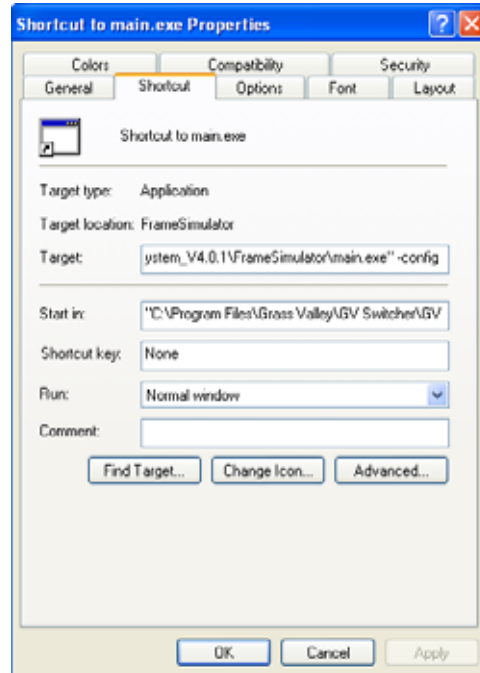 Shortcut to main.exe Properties
Colors Compatibility Security
General Shortcut Options Font Layout
Shortcut to main.exe
Target type: Application
Target location: FrameSimulator
Target: ystem_V4.0.1\FrameSimulator\main.exe" -config
Start in: "C:\Program Files\Grass Valley\GV Switcher\GV
Shortcut key: None
Run: Normal window
Comment:
Find Target... Change Icon... Advanced...
OK Cancel Apply